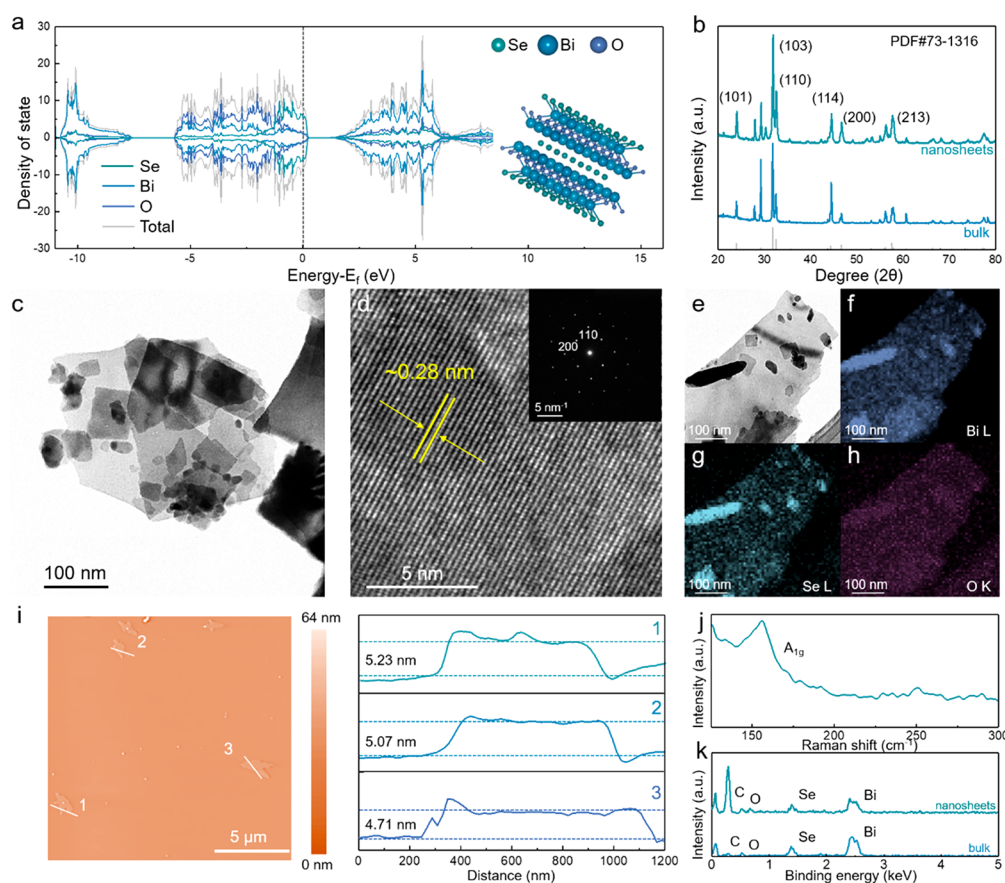 a
Se Bi O
Density of state
30
20
10
0
-10
-20
30
Se
Bi
O
Total
-10 -5 0 5 10 15
Energy-Ef (eV)
b
PDF#73-1316
(103)
(110)
(101)
(114)
(200)
(213)
nanosheets
bulk
Intensity (a.u.)
20 30 40 50 60 70 80
Degree (2θ)
c
100 nm
d
~0.28 nm
5 nm
110
200
5 nm⁻¹
e
100 nm
f
100 nm
Bi L
g
100 nm
Se L
h
100 nm
O K
i
2
3
1
5 μm
64 nm
0 nm
1
5.23 nm
2
5.07 nm
3
4.71 nm
0 200 400 600 800 1000 1200
Distance (nm)
j
A1g
Intensity (a.u.)
150 200 250 300
Raman shift (cm⁻¹)
k
C O Se Bi
nanosheets
C O Se Bi
bulk
Intensity (a.u.)
0 1 2 3 4 5
Binding energy (keV)